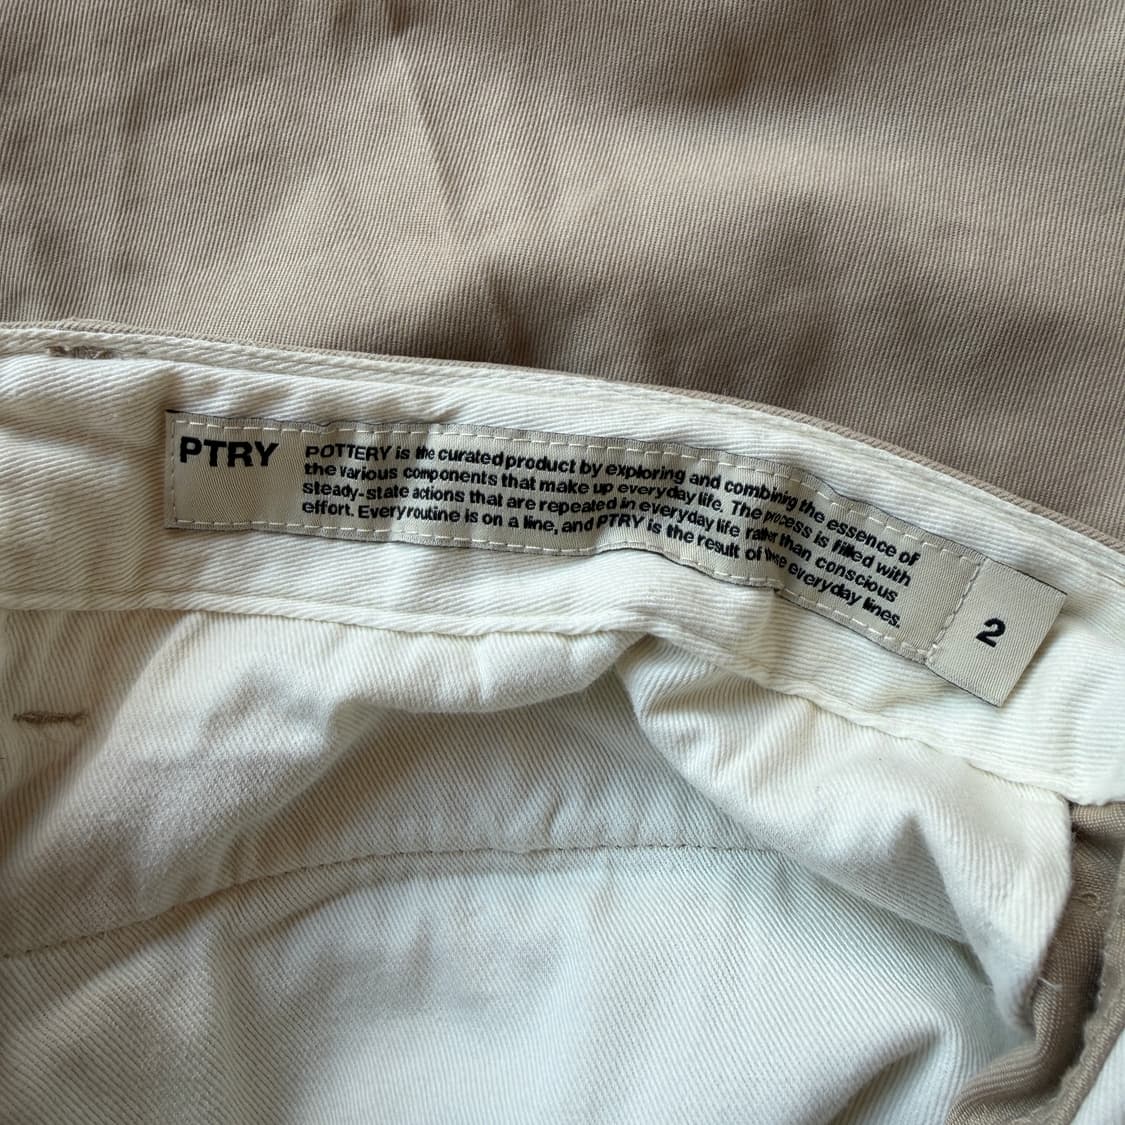 PTRY
POTTERY is the curated product by exploring and combining the essence of
the various components that make up everyday life. The process is filled with
steady-state actions that are repeated in everyday life rather than conscious
effort. Every routine is on a line, and PTRY is the result of these everyday lines.
2